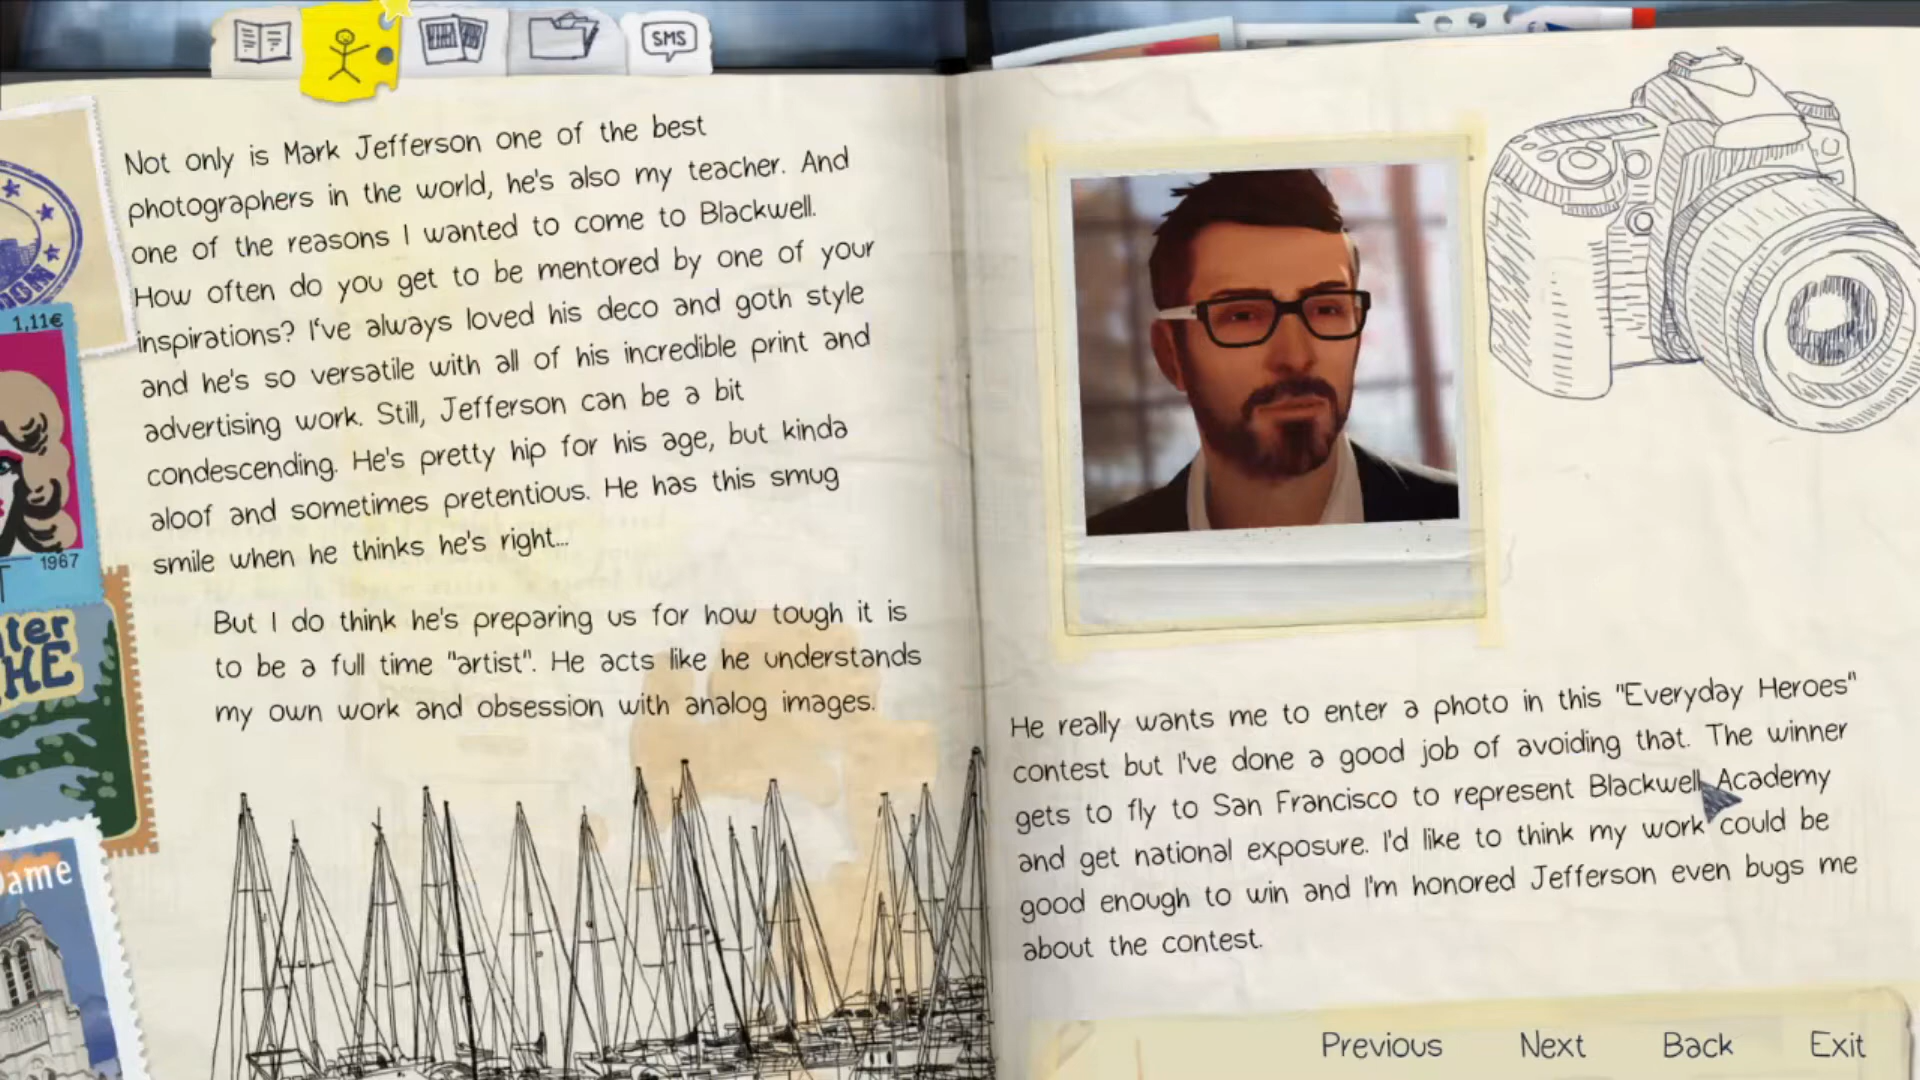 SMS
Not only is Mark Jefferson one of the best
photographers in the world, he's also my teacher. And
one of the reasons I wanted to come to Blackwell.
How often do you get to be mentored by one of your
inspirations? I've always loved his deco and goth style
and he's so versatile with all of his incredible print and
advertising work. Still, Jefferson can be a bit
condescending. He's pretty hip for his age, but kinda
aloof and sometimes pretentious. He has this smug
smile when he thinks he's right...
But I do think he's preparing us for how tough it is
to be a full time "artist". He acts like he understands
my own work and obsession with analog images.
1,11€
1967
He really wants me to enter a photo in this "Everyday Heroes"
contest but I've done a good job of avoiding that. The winner
gets to fly to San Francisco to represent Blackwell Academy
and get national exposure. I'd like to think my work could be
good enough to win and I'm honored Jefferson even bugs me
about the contest.
Previous Next Back Exit